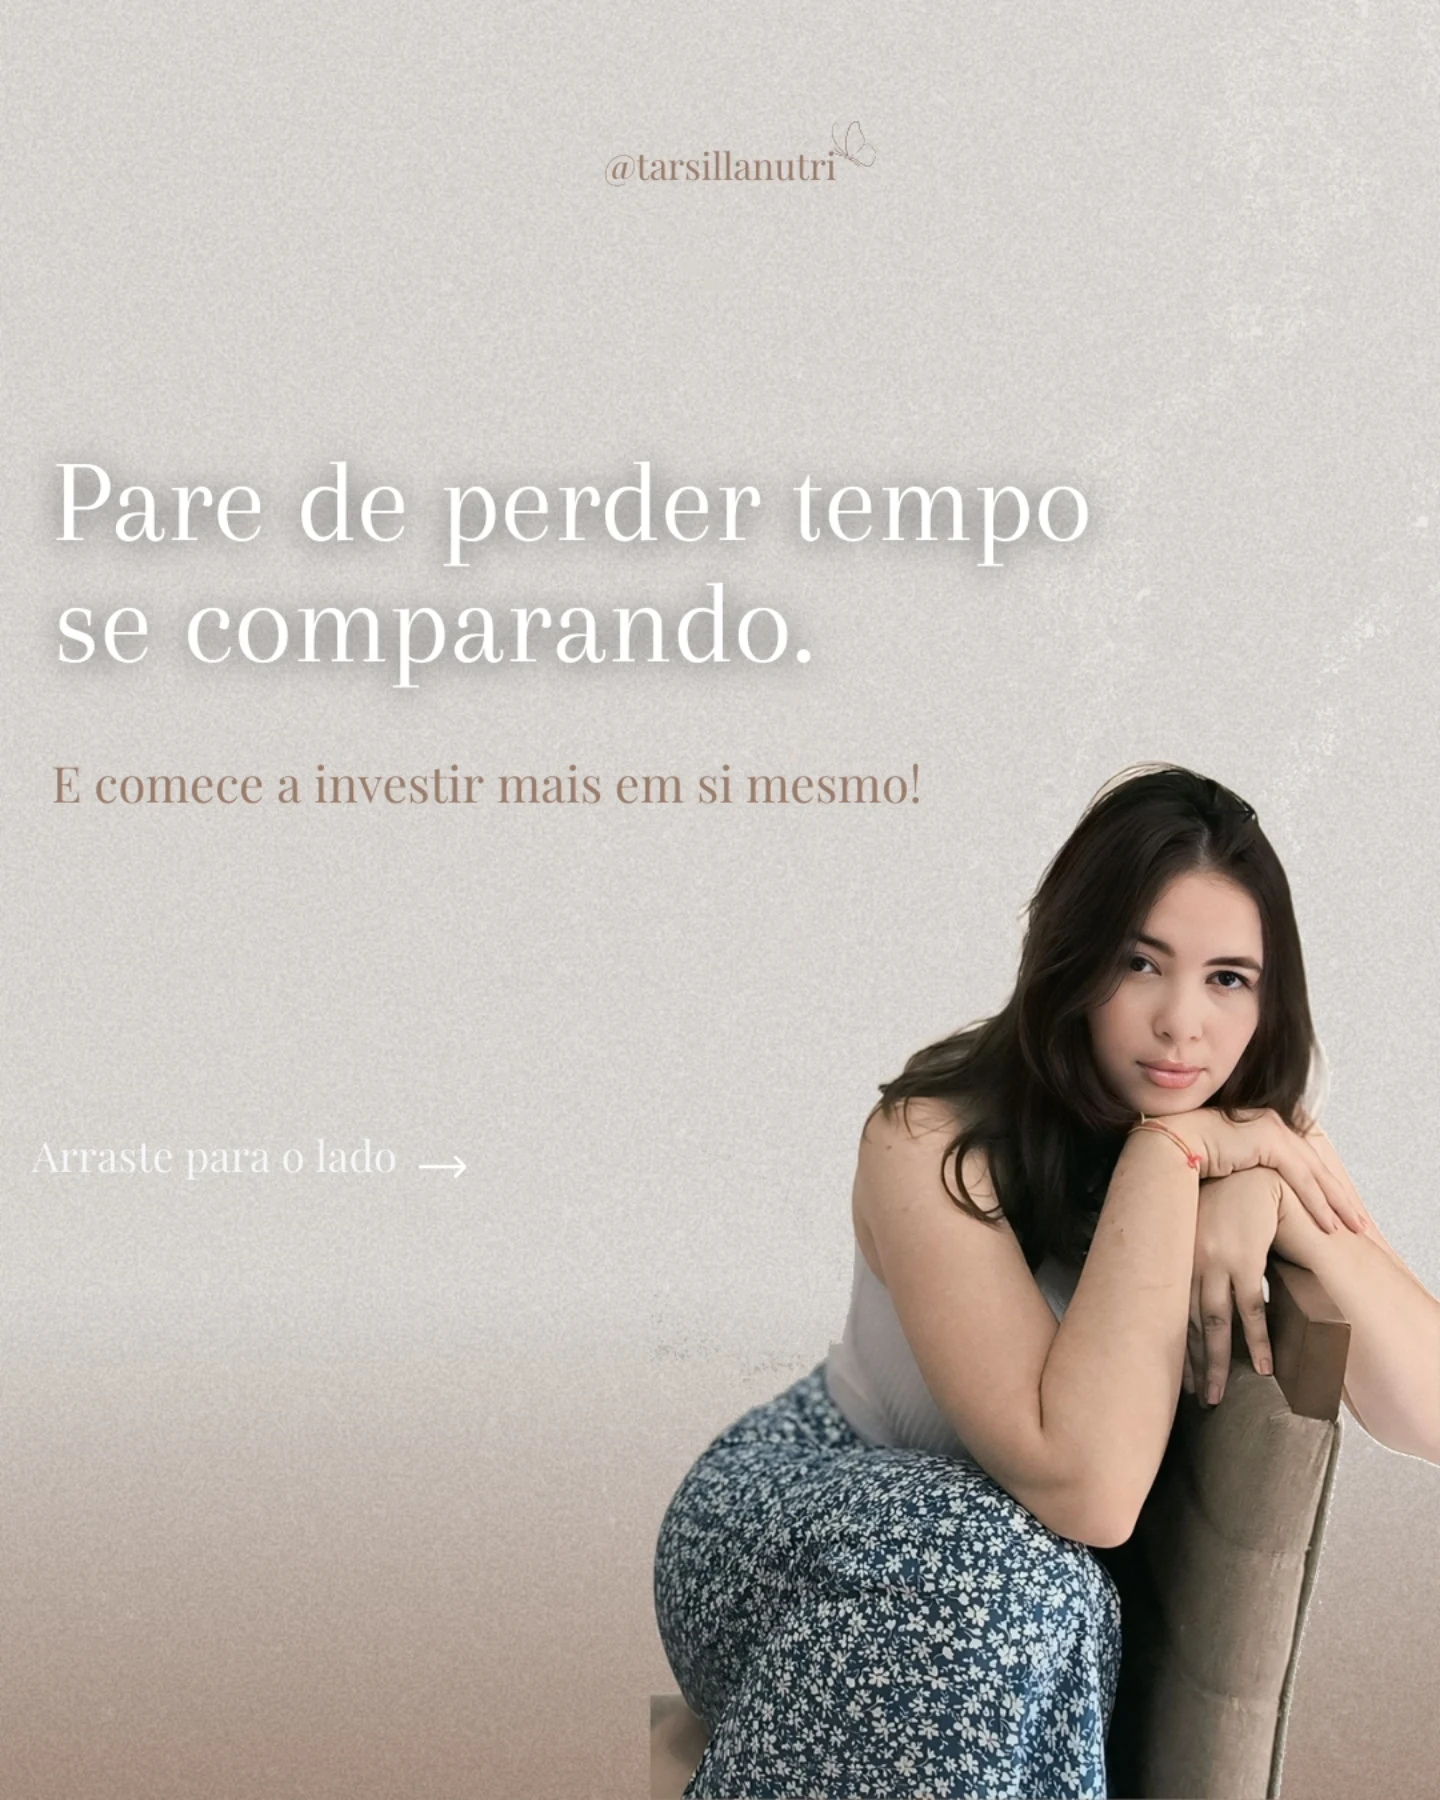 @tarsillanutri
Pare de perder tempo
se comparando.
E comece a investir mais em si mesmo!
Arraste para o lado →